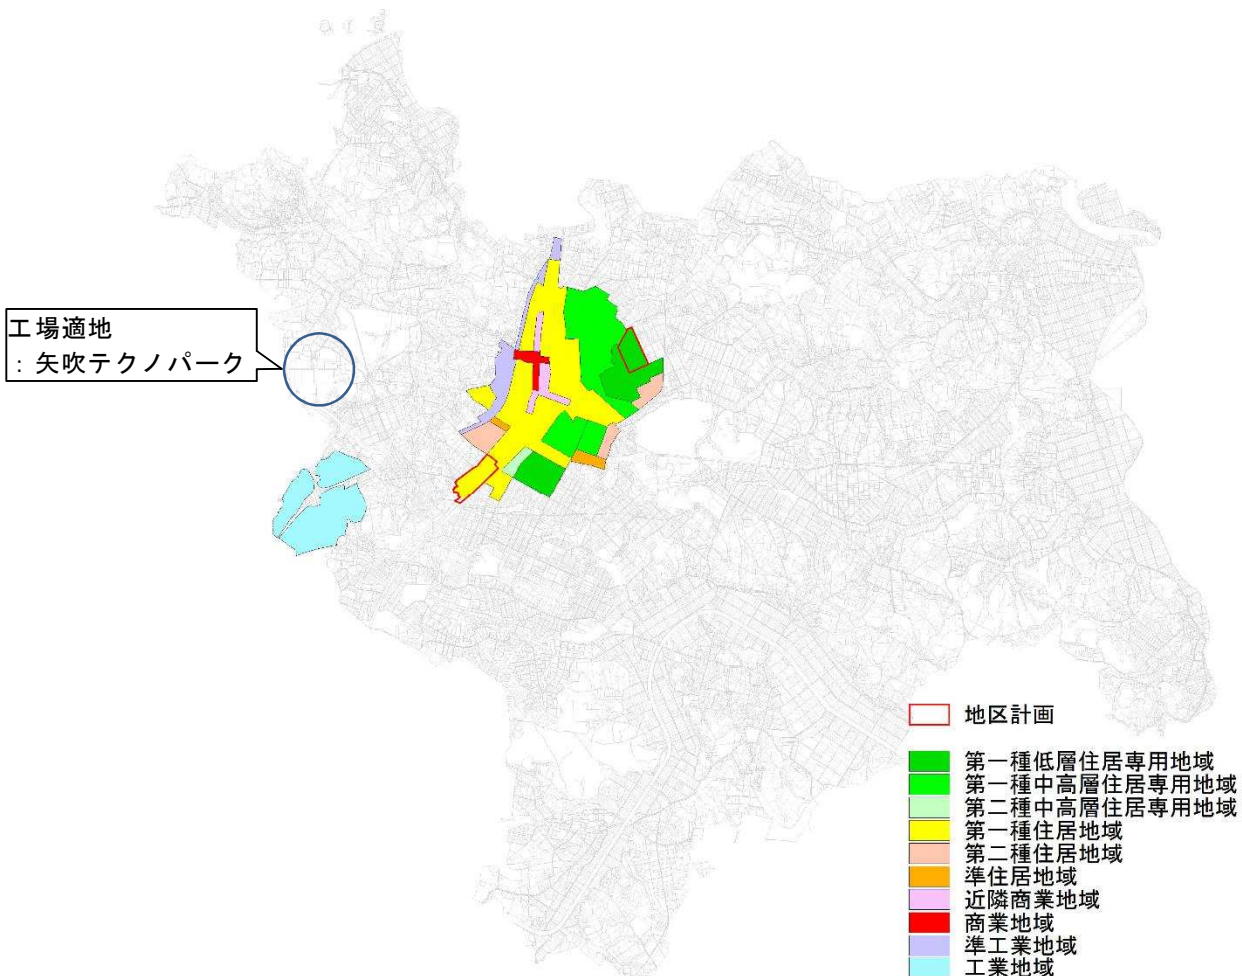 工場適地
：矢吹テクノパーク
地区計画
第一種低層住居専用地域
第一種中高層住居専用地域
第二種中高層住居専用地域
第一種住居地域
第二種住居地域
準住居地域
近隣商業地域
商業地域
準工業地域
工業地域